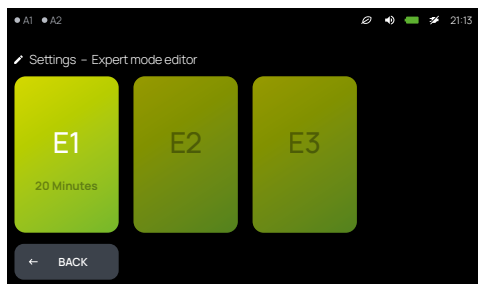 A1 A2 21:13
Settings – Expert mode editor
E1 E2 E3
20 Minutes
← BACK